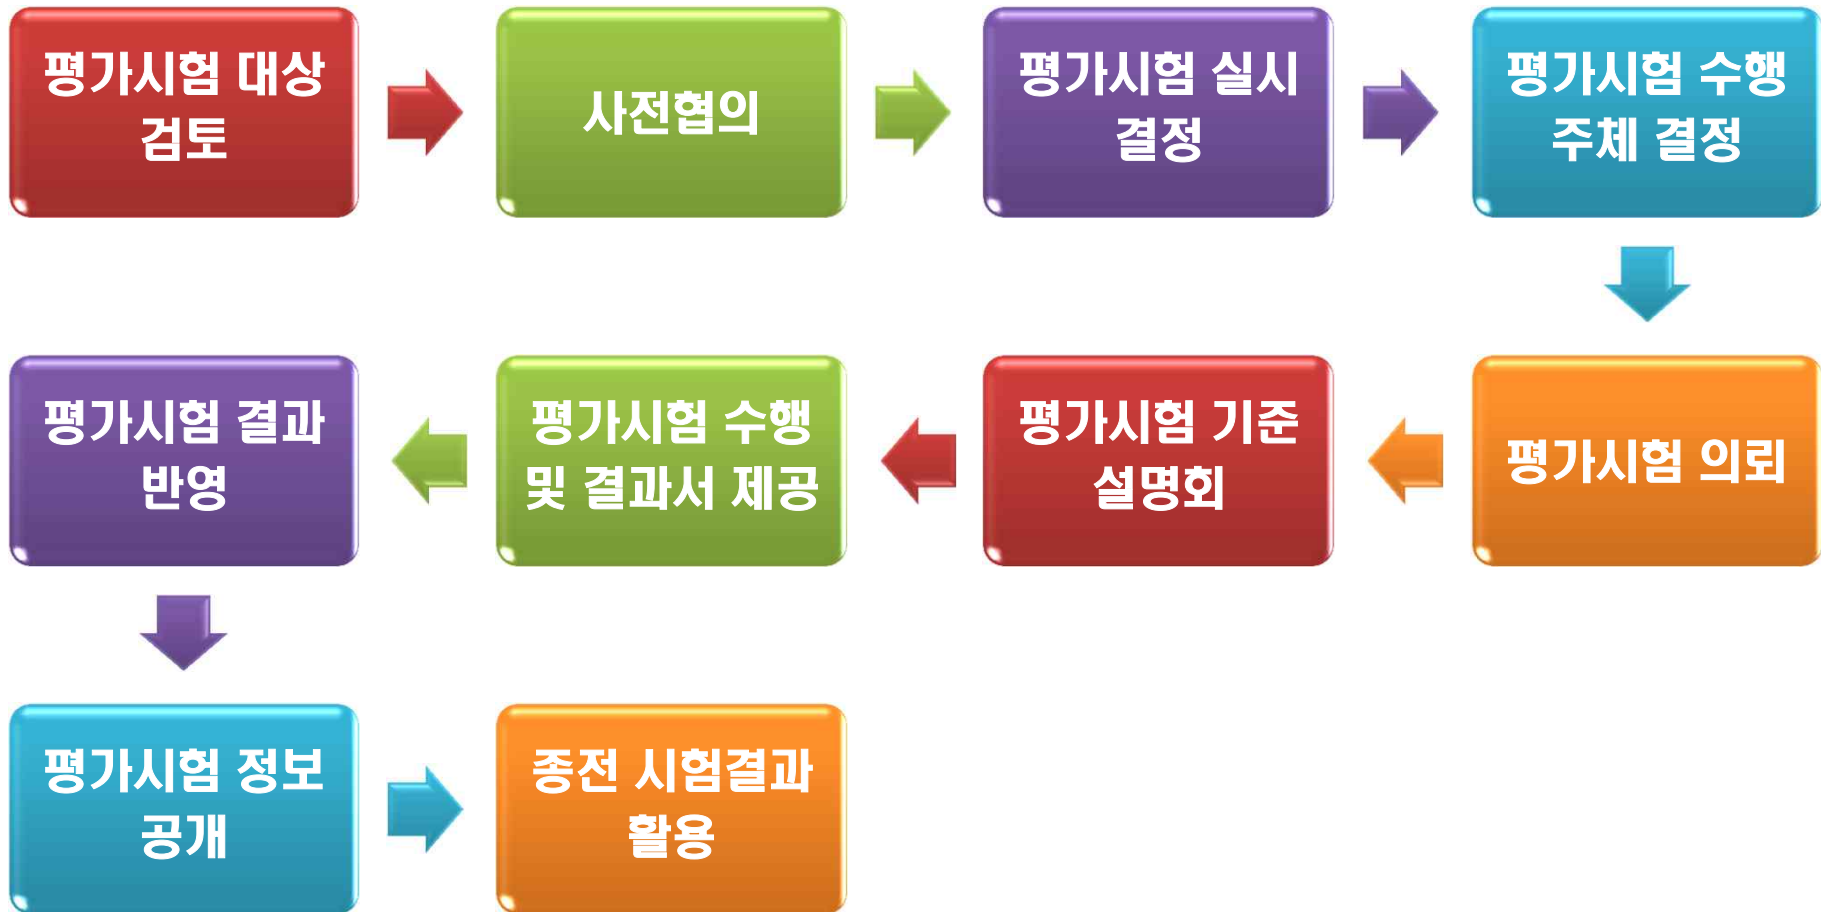 평가시험 대상
검토
사전협의
평가시험 실시
결정
평가시험 수행
주체 결정
평가시험 의뢰
평가시험 기준
설명회
평가시험 수행
및 결과서 제공
평가시험 결과
반영
평가시험 정보
공개
종전 시험결과
활용